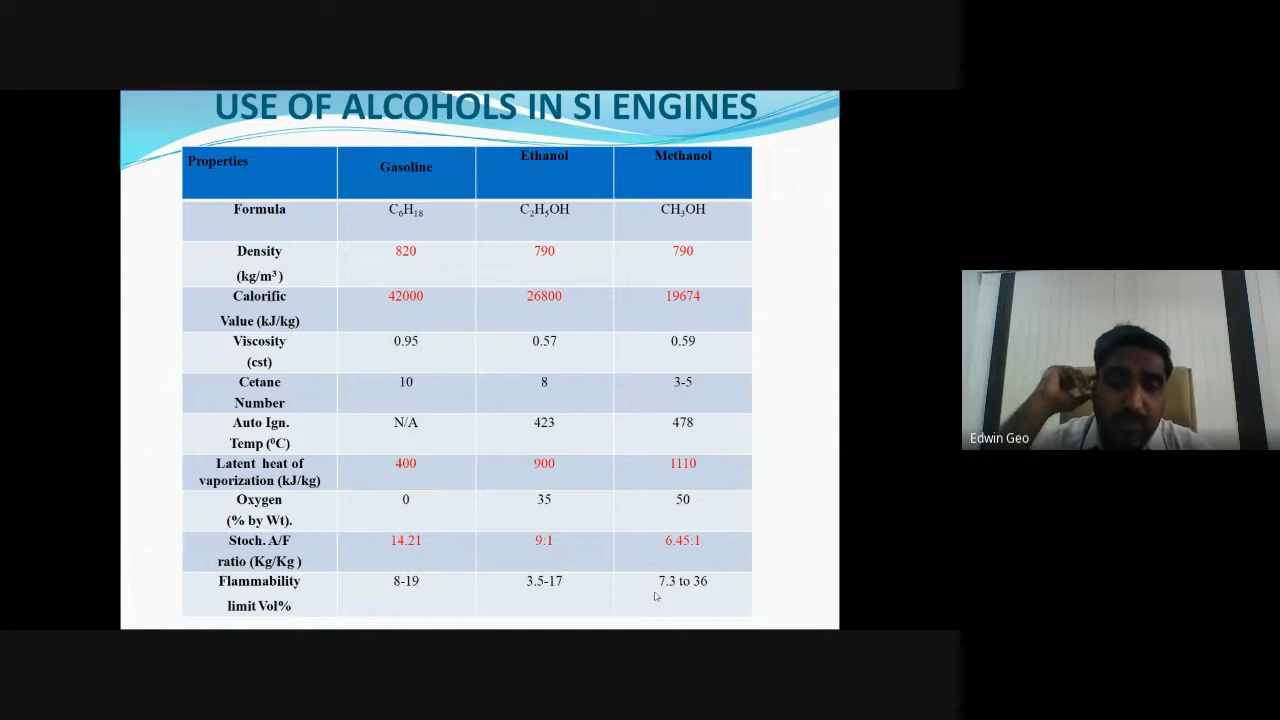 USE OF ALCOHOLS IN SI ENGINES
Properties Gasoline Ethanol Methanol
Formula C₆H₁₈ C₂H₅OH CH₃OH
Density 820 790 790
(kg/m³ )
Calorific 42000 26800 19674
Value (kJ/kg)
Viscosity 0.95 0.57 0.59
(cst)
Cetane 10 8 3-5
Number
Auto Ign. N/A 423 478
Temp (⁰C)
Latent heat of 400 900 1110
vaporization (kJ/kg)
Oxygen 0 35 50
(% by Wt).
Stoch. A/F 14.21 9:1 6.45:1
ratio (Kg/Kg )
Flammability 8-19 3.5-17 7.3 to 36
limit Vol%
Edwin Geo